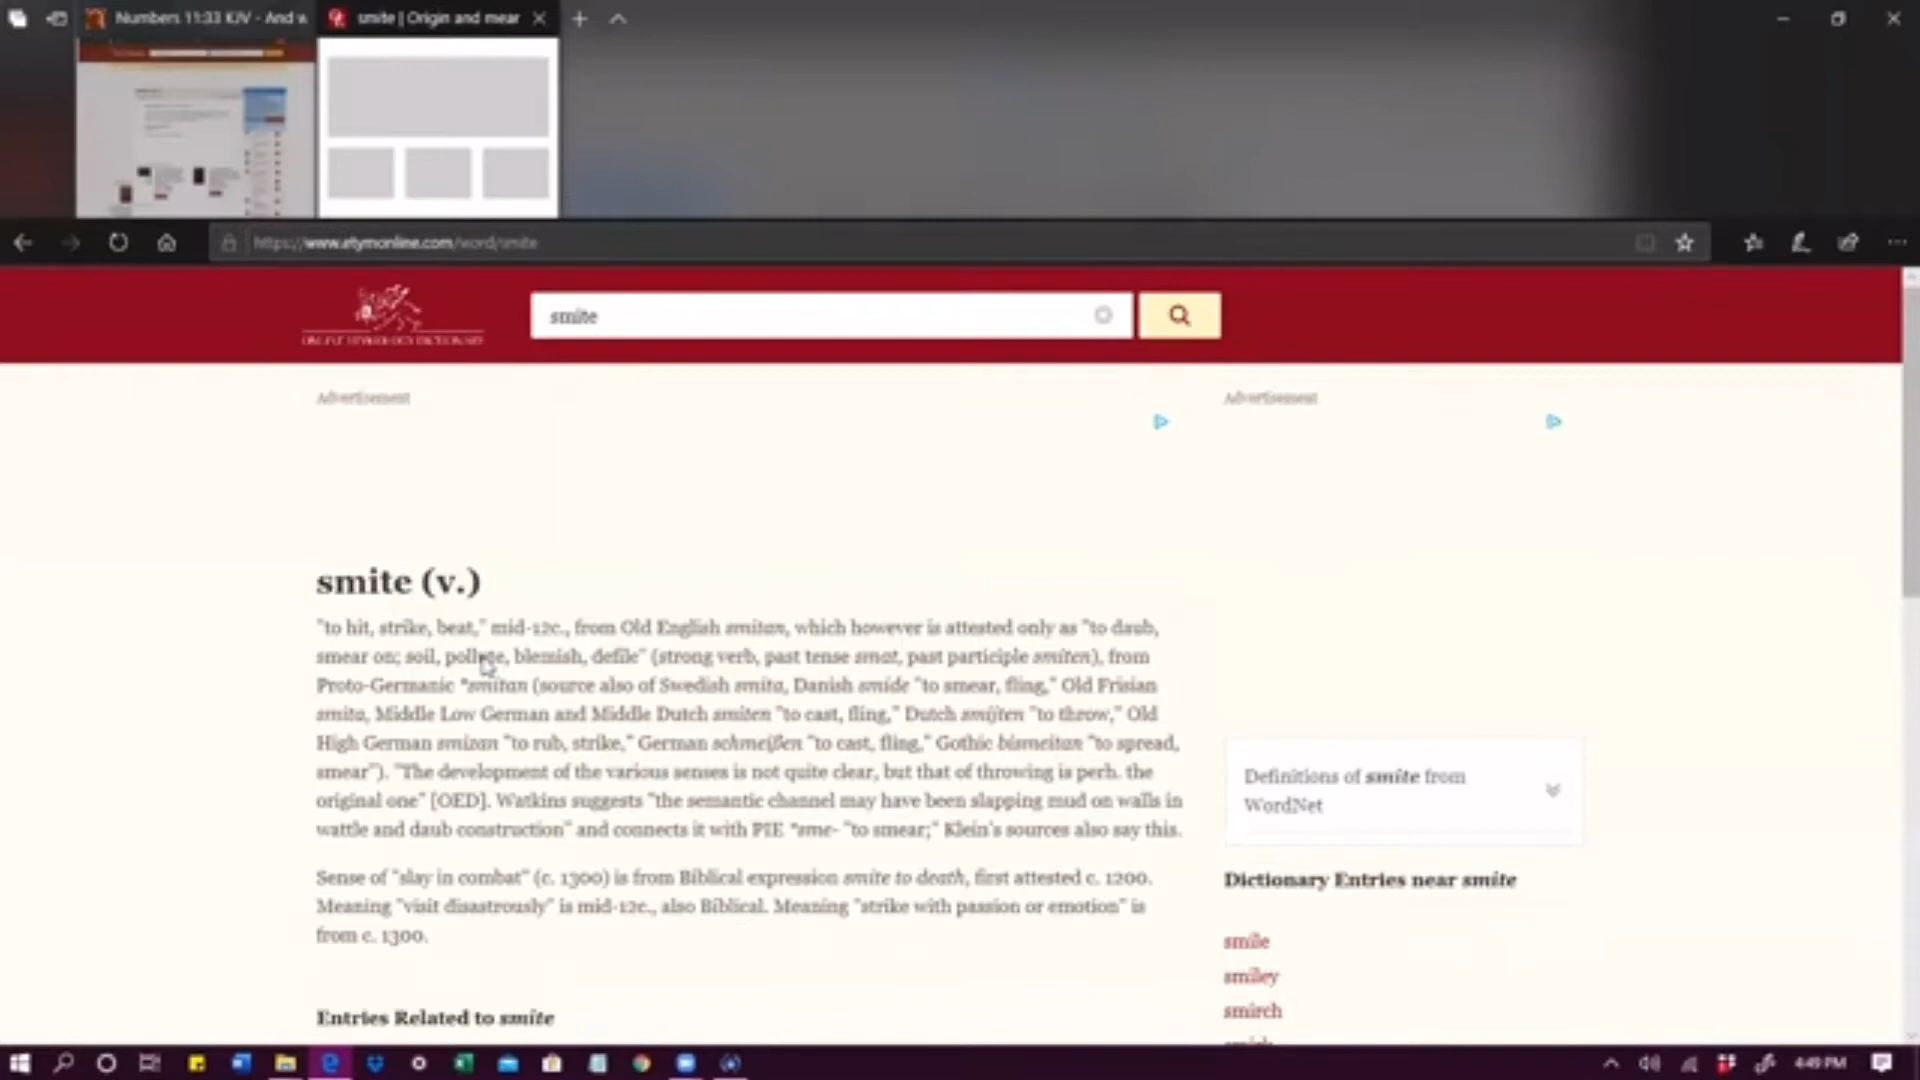 Numbers 11:33 KJV - And w
smite | Origin and mear
https://www.etymonline.com/word/smite
ONLINE ETYMOLOGY DICTIONARY
smite
Advertisement
Advertisement
smite (v.)
"to hit, strike, beat," mid-12c., from Old English smitan, which however is attested only as "to daub,
smear on; soil, pollute, blemish, defile" (strong verb, past tense smat, past participle smiten), from
Proto-Germanic *smitan (source also of Swedish smita, Danish smide "to smear, fling," Old Frisian
smita, Middle Low German and Middle Dutch smiten "to cast, fling," Dutch smijten "to throw," Old
High German smizan "to rub, strike," German schmeißen "to cast, fling," Gothic bismeitan "to spread,
smear"). "The development of the various senses is not quite clear, but that of throwing is perh. the
original one" [OED]. Watkins suggests "the semantic channel may have been slapping mud on walls in
wattle and daub construction" and connects it with PIE *sme- "to smear;" Klein's sources also say this.
Sense of "slay in combat" (c. 1300) is from Biblical expression smite to death, first attested c. 1200.
Meaning "visit disastrously" is mid-12c., also Biblical. Meaning "strike with passion or emotion" is
from c. 1300.
Entries Related to smite
Definitions of smite from
WordNet
Dictionary Entries near smite
smile
smiley
smirch
4:49 PM